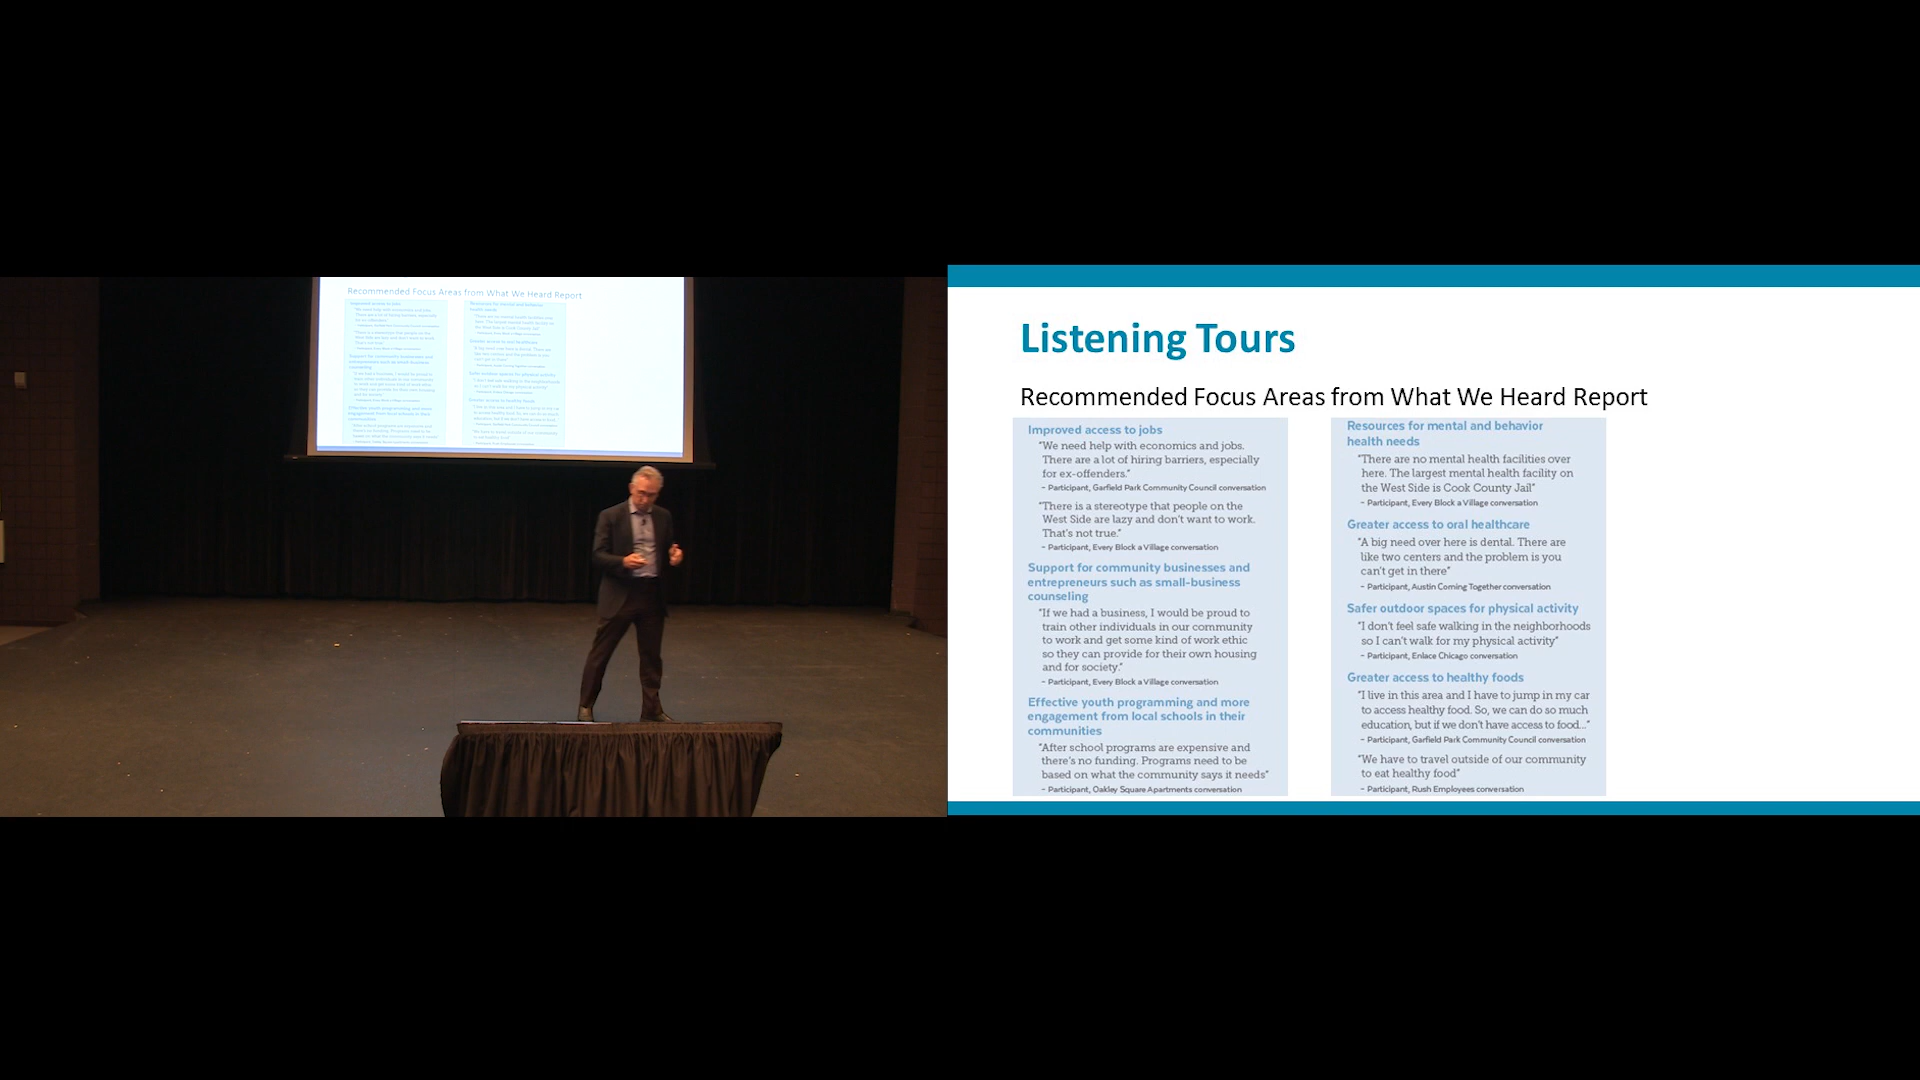 Recommended Focus Areas from What We Heard Report
Listening Tours
Recommended Focus Areas from What We Heard Report
Improved access to jobs
"We need help with economics and jobs.
There are a lot of hiring barriers, especially
for ex-offenders."
– Participant, Garfield Park Community Council conversation
"There is a stereotype that people on the
West Side are lazy and don't want to work.
That's not true."
– Participant, Every Block a Village conversation
Support for community businesses and
entrepreneurs such as small-business
counseling
"If we had a business, I would be proud to
train other individuals in our community
to work and get some kind of work ethic
so they can provide for their own housing
and for society."
– Participant, Every Block a Village conversation
Effective youth programming and more
engagement from local schools in their
communities
"After school programs are expensive and
there's no funding. Programs need to be
based on what the community says it needs"
– Participant, Oakley Square Apartments conversation
Resources for mental and behavior
health needs
"There are no mental health facilities over
here. The largest mental health facility on
the West Side is Cook County Jail"
– Participant, Every Block a Village conversation
Greater access to oral healthcare
"A big need over here is dental. There are
like two centers and the problem is you
can't get in there"
– Participant, Austin Coming Together conversation
Safer outdoor spaces for physical activity
"I don't feel safe walking in the neighborhoods
so I can't walk for my physical activity"
– Participant, Enlace Chicago conversation
Greater access to healthy foods
"I live in this area and I have to jump in my car
to access healthy food. So, we can do so much
education, but if we don't have access to food..."
– Participant, Garfield Park Community Council conversation
"We have to travel outside of our community
to eat healthy food"
– Participant, Rush Employees conversation